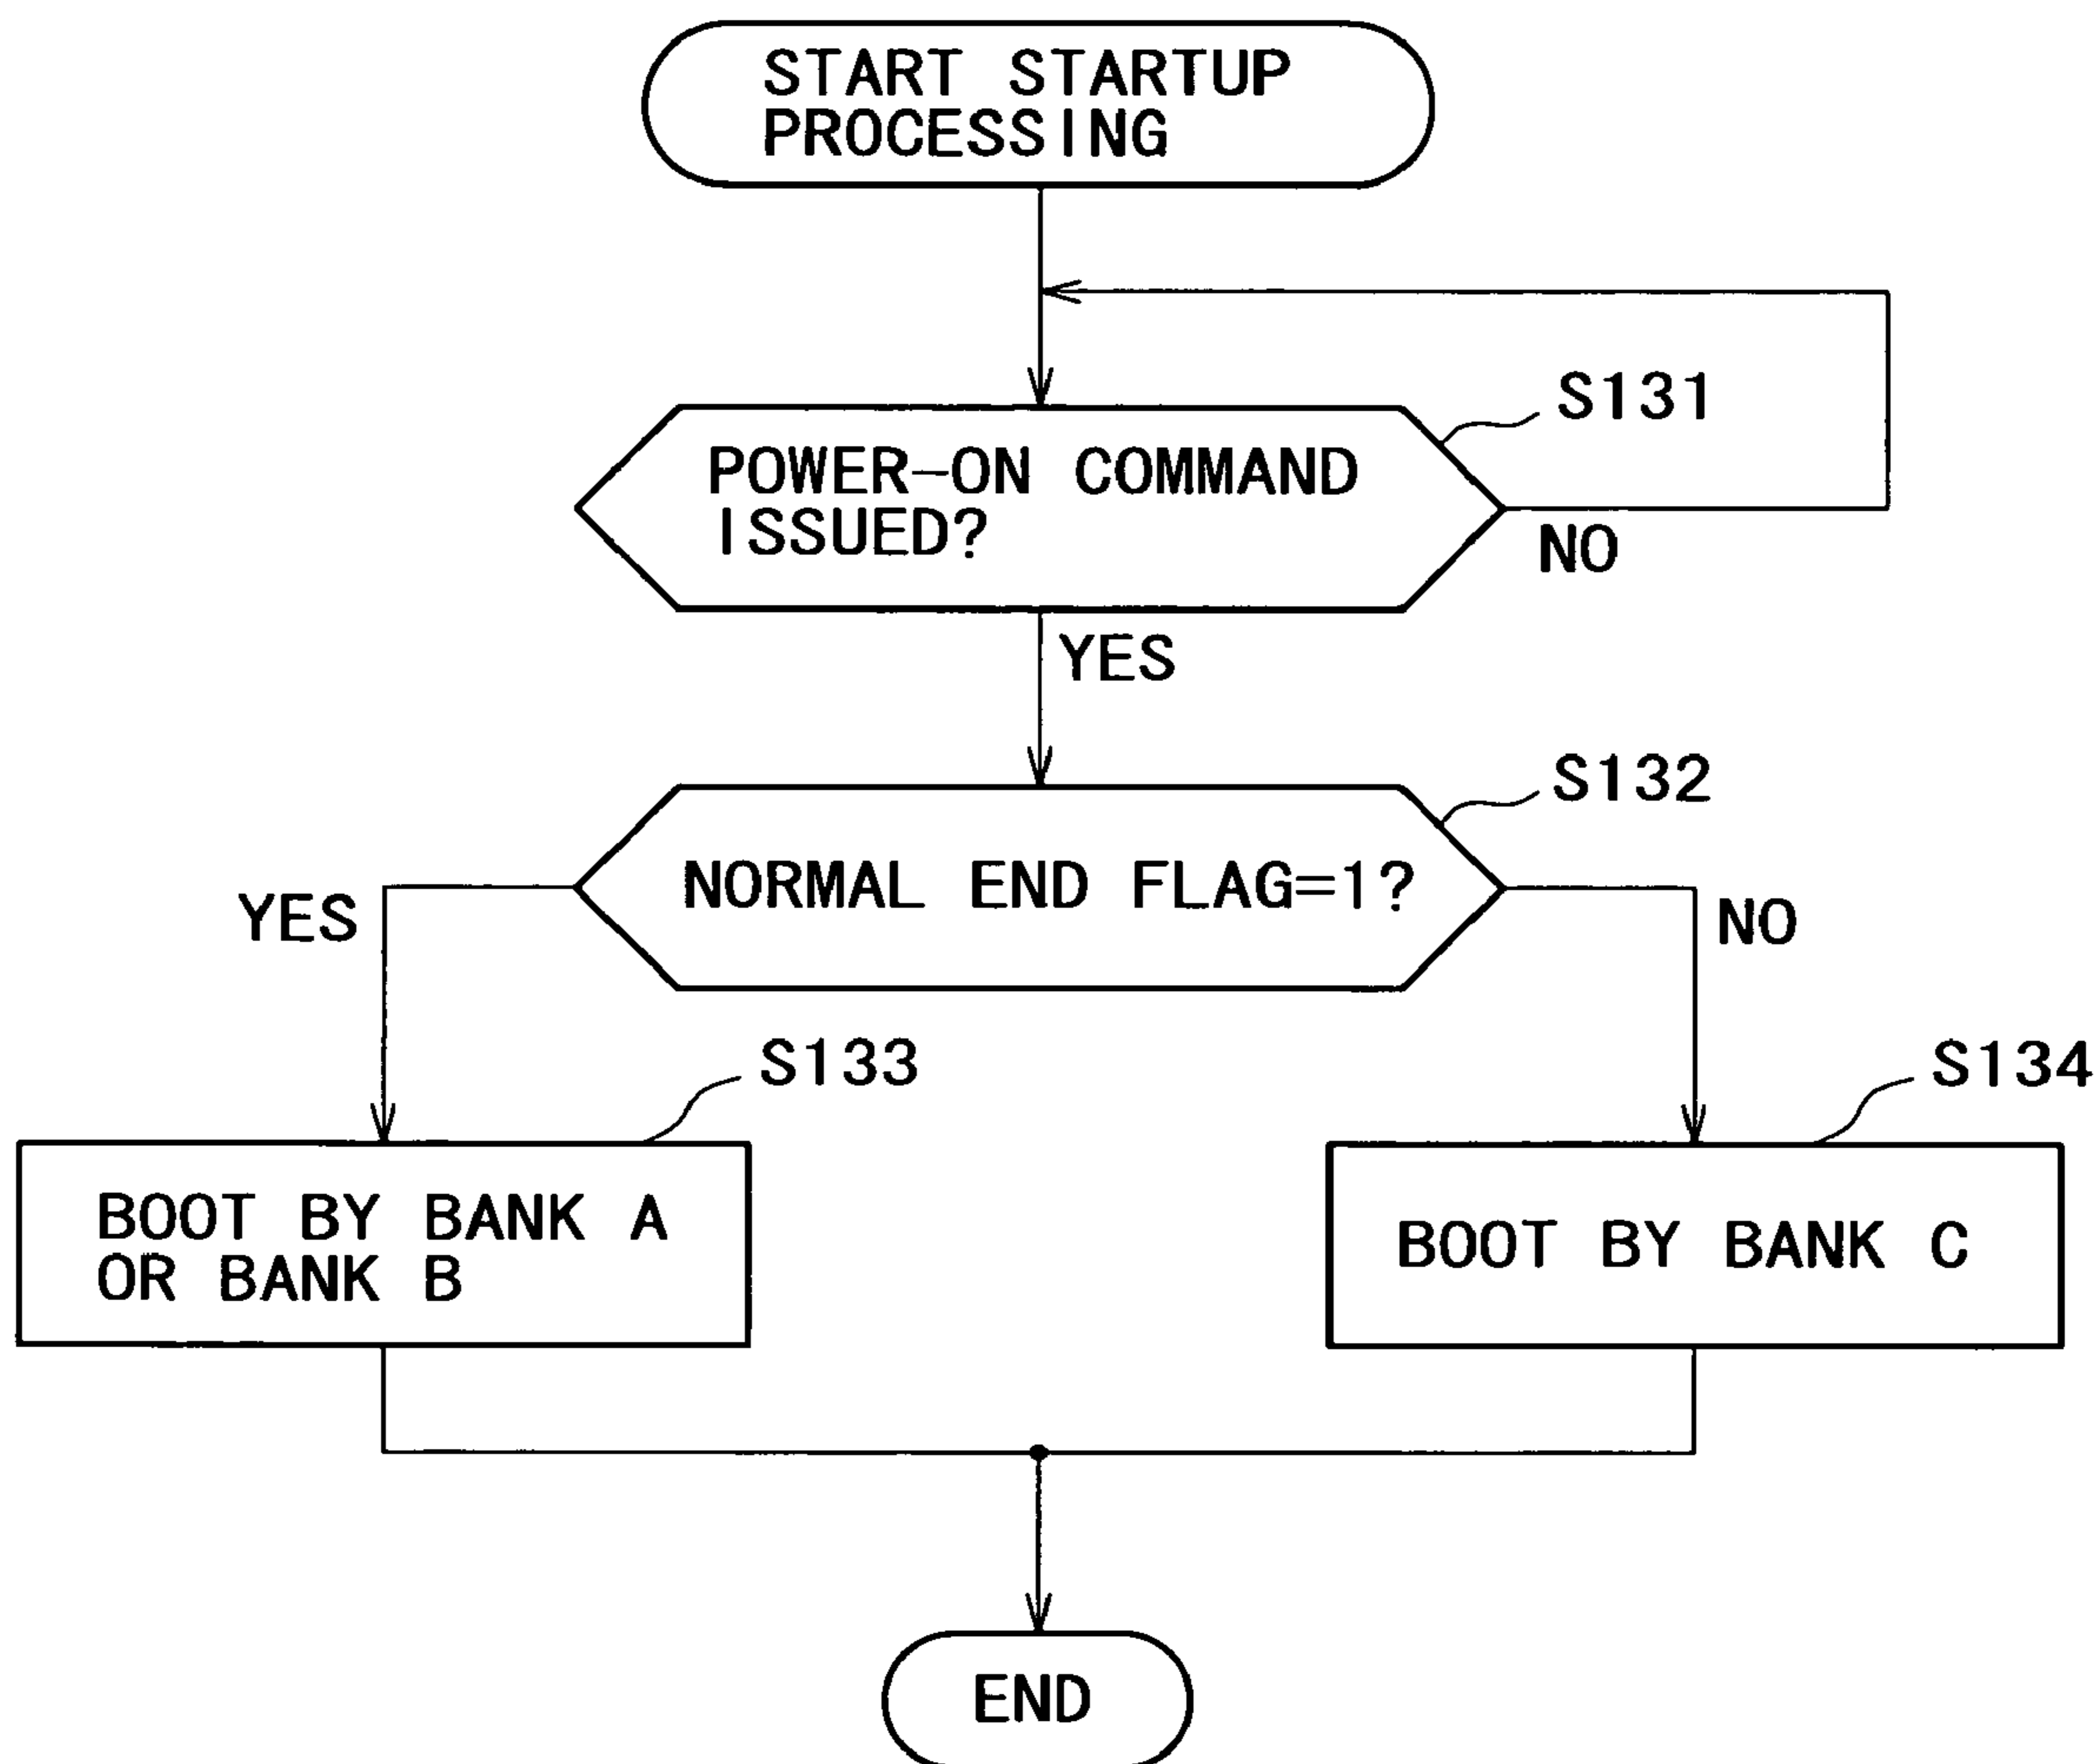 START STARTUP
PROCESSING
S131
POWER-ON COMMAND
ISSUED?
NO
YES
S132
NORMAL END FLAG=1?
YES
NO
S133
S134
BOOT BY BANK A
OR BANK B
BOOT BY BANK C
END